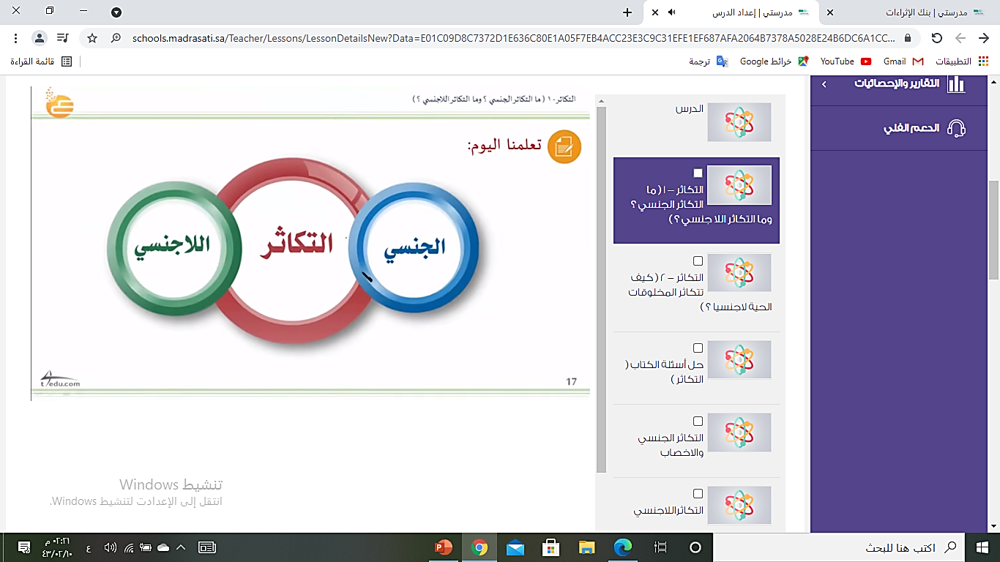 مدرستي | بنك الإثراءات
مدرستي | إعداد الدرس
schools.madrasati.sa/Teacher/Lessons/LessonDetailsNew?Data=E01C09D8C7372D1E636C80E1A05F7EB4ACC23E3C9C31EFE1EF687AFA2064B7378A5028E24B6DC6A1CC...
التطبيقات
Gmail
YouTube
خرائط Google
ترجمة
قائمة القراءة
التقارير والإحصائيات
الدعم الفني
الدرس
التكاثر – ١ ( ما
التكاثر الجنسي ؟
وما التكاثر اللا جنسي ؟ )
التكاثر – ٢ ( كيف
تتكاثر المخلوقات
الحية لاجنسيا ؟ )
حل أسئلة الكتاب (
التكاثر )
التكاثر الجنسي
والاخصاب
التكاثراللاجنسي
التكاثر-١ ( ما التكاثر الجنسي ؟ وما التكاثر اللاجنسي ؟ )
تعلمنا اليوم:
الجنسي
التكاثر
اللاجنسي
17
t4edu.com
تنشيط Windows
انتقل إلى الإعدادت لتنشيط Windows.
اكتب هنا للبحث
ع
٠٢:٢١ م
٤٣/٠٢/١٠